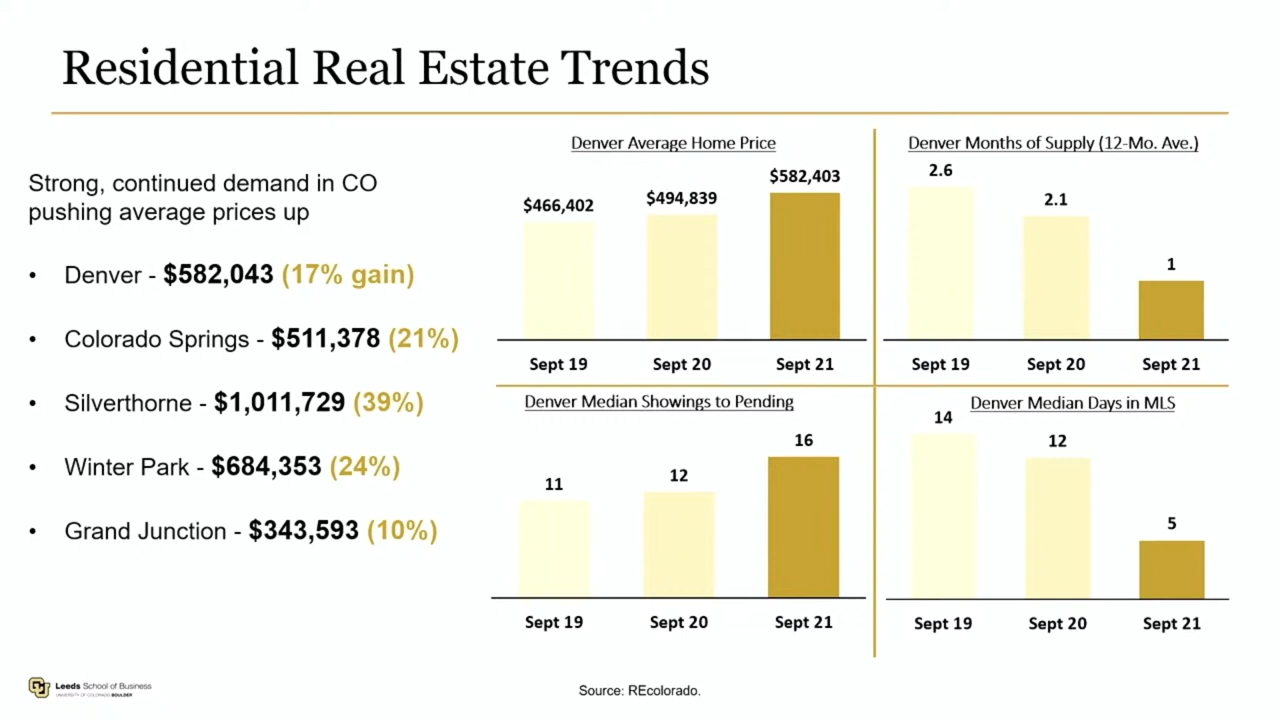 Residential Real Estate Trends
Strong, continued demand in CO
pushing average prices up
• Denver - $582,043 (17% gain)
• Colorado Springs - $511,378 (21%)
• Silverthorne - $1,011,729 (39%)
• Winter Park - $684,353 (24%)
• Grand Junction - $343,593 (10%)
Denver Average Home Price
$466,402
$494,839
$582,403
Sept 19
Sept 20
Sept 21
Denver Months of Supply (12-Mo. Ave.)
2.6
2.1
1
Sept 19
Sept 20
Sept 21
Denver Median Showings to Pending
11
12
16
Sept 19
Sept 20
Sept 21
Denver Median Days in MLS
14
12
5
Sept 19
Sept 20
Sept 21
CU
Leeds School of Business
UNIVERSITY OF COLORADO BOULDER
Source: REcolorado.